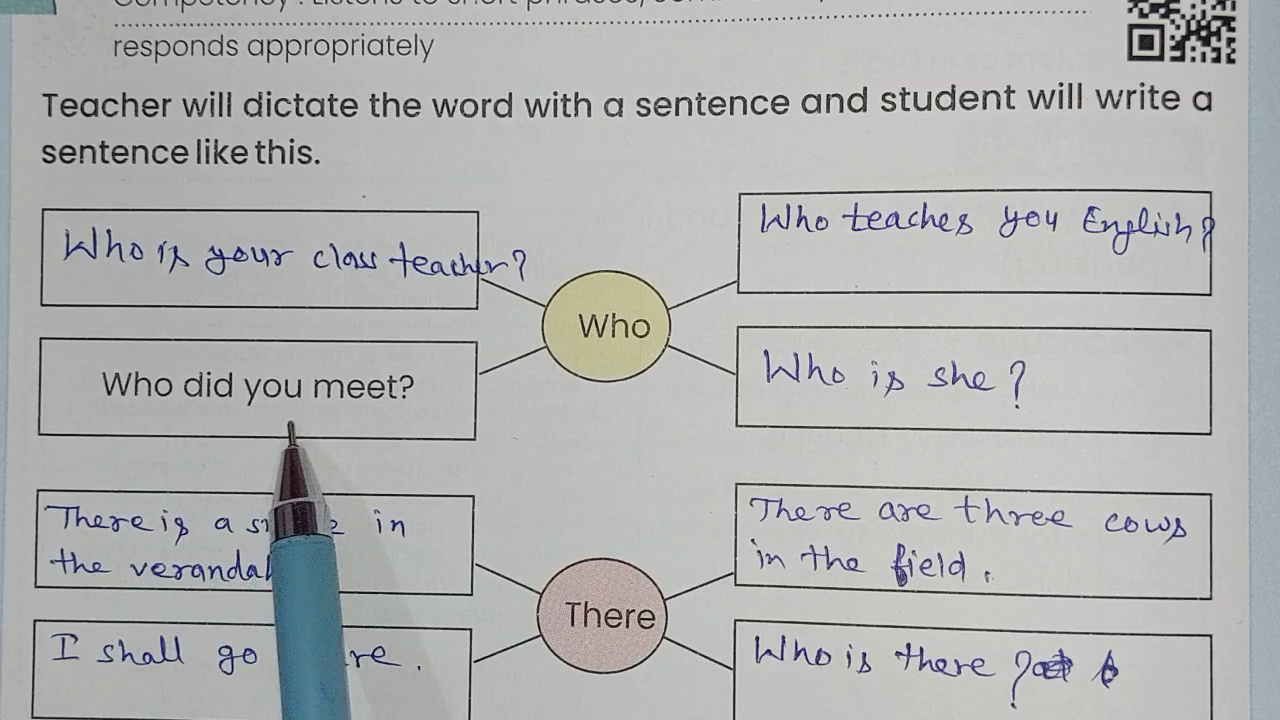 responds appropriately
Teacher will dictate the word with a sentence and student will write a
sentence like this.
Who is your class teacher?
Who teaches you English?
Who
Who did you meet?
Who is she?
There is a in
the verandah
There are three cows
in the field.
There
I shall go
Who is there?